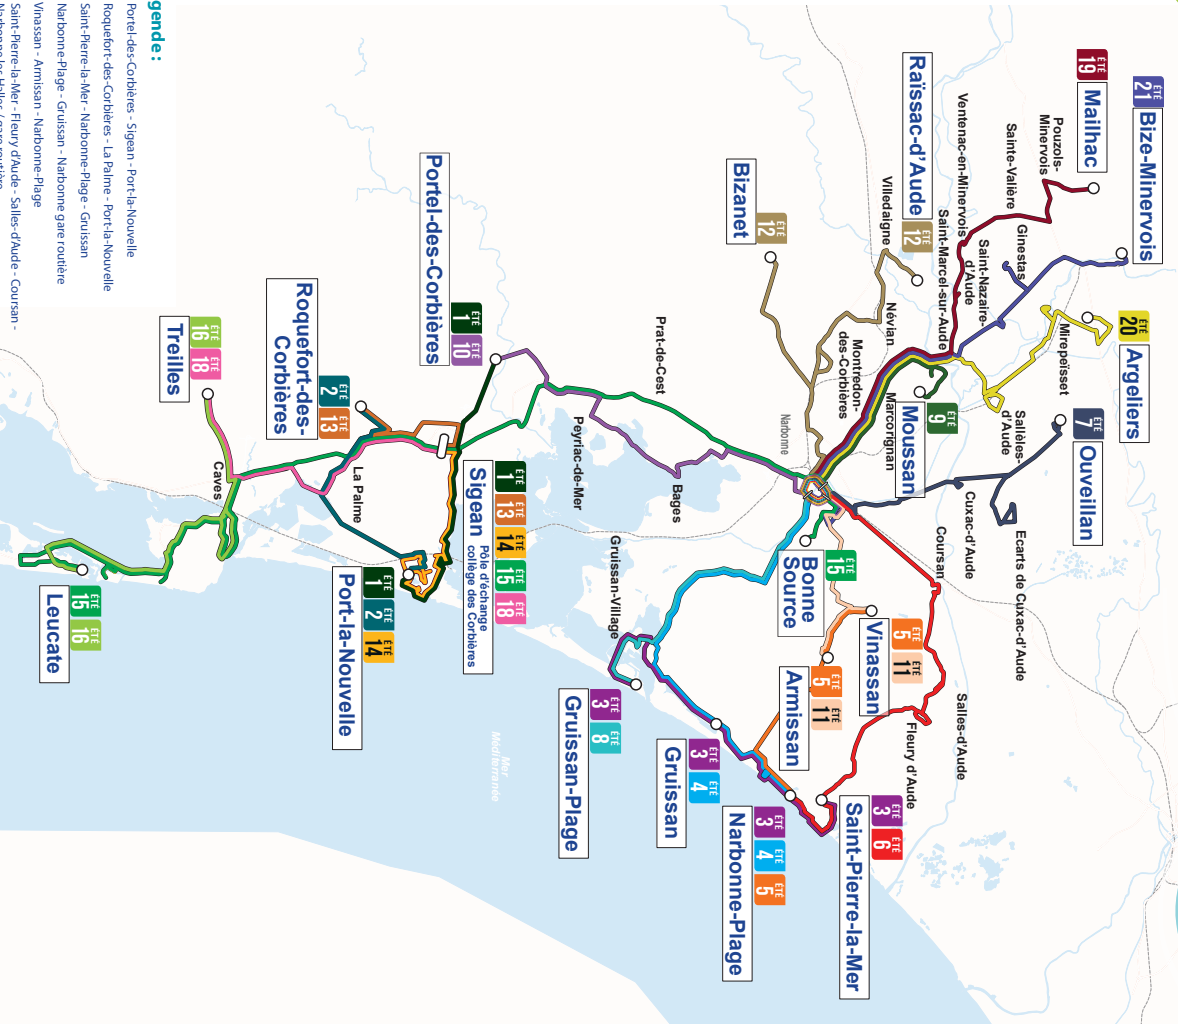 gende :
Portel-des-Corbières - Sigean - Port-la-Nouvelle
Roquefort-des-Corbières - La Palme - Port-la-Nouvelle
Saint-Pierre-la-Mer - Narbonne-Plage - Gruissan
Narbonne-Plage - Gruissan - Narbonne gare routière
Vinassan - Armissan - Narbonne-Plage
Saint-Pierre-la-Mer - Fleury d'Aude - Salles-d'Aude - Coursan -
ÉTÉ 21
Bize-Minervois
ÉTÉ 19
Mailhac
Pouzols-
Minervois
Sainte-Valière
Ventenac-en-Minervois
Ginestas
Saint-Nazaire-
d'Aude
Saint-Marcel-sur-Aude
ÉTÉ 20
Argeliers
Mirepeïsset
Sallèles-
d'Aude
ÉTÉ 7
Ouveillan
Raïssac-d'Aude
ÉTÉ 12
Villedaigne
Névian
Montredon-
des-Corbières
Marcorignan
ÉTÉ 9
Moussan
Bizanet
ÉTÉ 12
Narbonne
Cuxac-d'Aude
Ecarts de Cuxac-d'Aude
Coursan
Salles-d'Aude
Fleury d'Aude
ÉTÉ 15
Bonne
Source
ÉTÉ 5
ÉTÉ 11
Vinassan
ÉTÉ 5
ÉTÉ 11
Armissan
ÉTÉ 3
ÉTÉ 6
Saint-Pierre-la-Mer
ÉTÉ 3
ÉTÉ 4
ÉTÉ 5
Narbonne-Plage
ÉTÉ 3
ÉTÉ 4
Gruissan
ÉTÉ 3
ÉTÉ 8
Gruissan-Plage
Gruissan-Village
Prat-de-Cest
Bages
Peyriac-de-Mer
Mer
Méditerranée
Portel-des-Corbières
ÉTÉ 1
ÉTÉ 10
ÉTÉ 1
ÉTÉ 13
ÉTÉ 14
ÉTÉ 15
ÉTÉ 18
Sigean
Pôle d'échange
collège des Corbières
Roquefort-des-
Corbières
ÉTÉ 2
ÉTÉ 13
La Palme
ÉTÉ 1
ÉTÉ 2
ÉTÉ 14
Port-la-Nouvelle
ÉTÉ 16
ÉTÉ 18
Treilles
Caves
ÉTÉ 15
ÉTÉ 16
Leucate